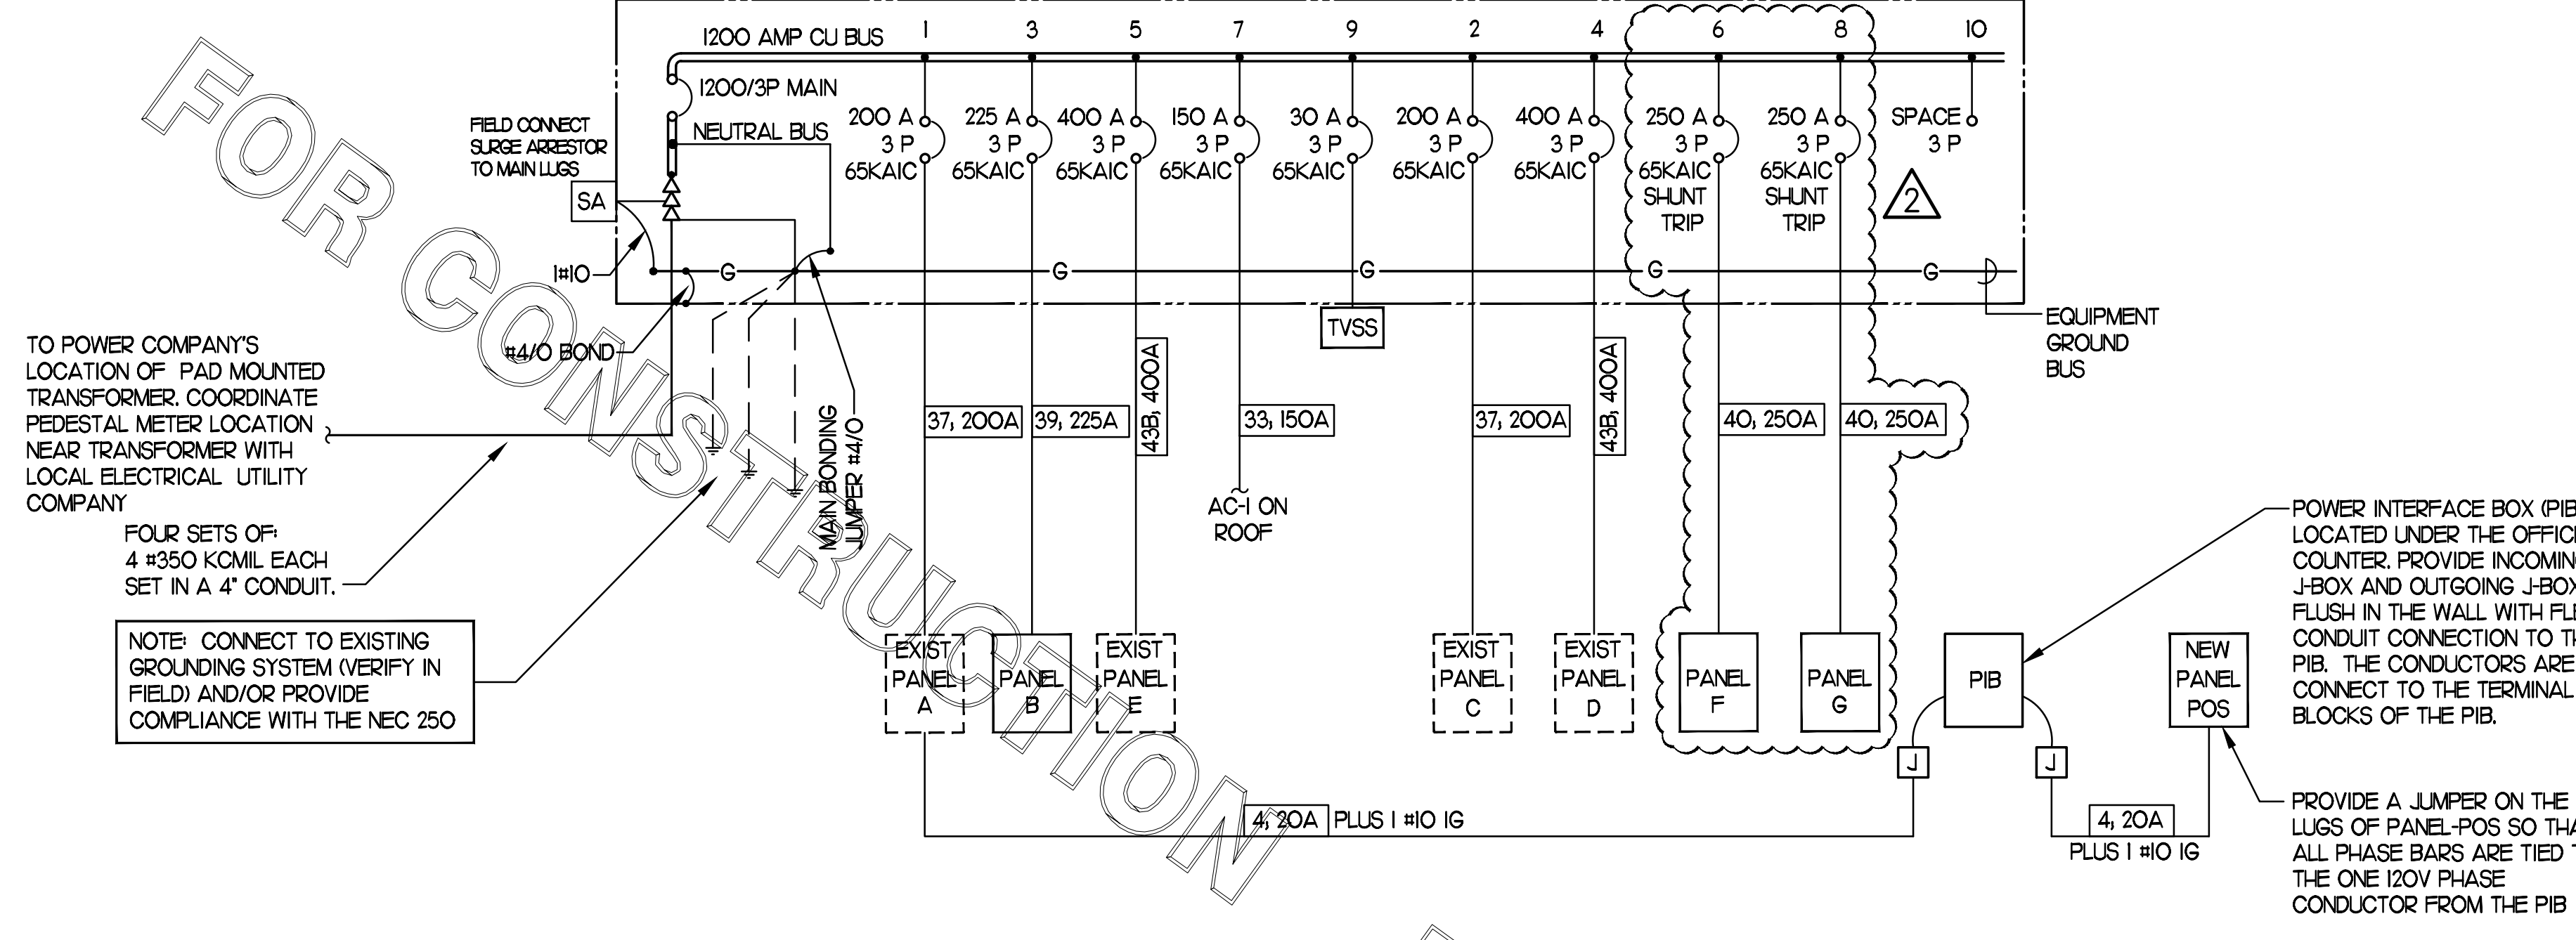 FOR CONSTRUCTION
1200 AMP CU BUS
1
3
5
7
9
2
4
6
8
10
1200/3P MAIN
NEUTRAL BUS
FIELD CONNECT
SURGE ARRESTOR
TO MAIN LUGS
SA
1#10
#4/0 BOND
200 A
3 P
65KAIC
225 A
3 P
65KAIC
400 A
3 P
65KAIC
150 A
3 P
65KAIC
30 A
3 P
65KAIC
200 A
3 P
65KAIC
400 A
3 P
65KAIC
250 A
3 P
65KAIC
SHUNT
TRIP
250 A
3 P
65KAIC
SHUNT
TRIP
SPACE
3 P
2
G
G
G
G
G
EQUIPMENT
GROUND
BUS
TVSS
TO POWER COMPANY'S
LOCATION OF PAD MOUNTED
TRANSFORMER. COORDINATE
PEDESTAL METER LOCATION
NEAR TRANSFORMER WITH
LOCAL ELECTRICAL UTILITY
COMPANY
FOUR SETS OF:
4 #350 KCMIL EACH
SET IN A 4" CONDUIT.
NOTE: CONNECT TO EXISTING
GROUNDING SYSTEM (VERIFY IN
FIELD) AND/OR PROVIDE
COMPLIANCE WITH THE NEC 250
MAIN BONDING
JUMPER #4/0
37, 200A
39, 225A
43B, 400A
33, 150A
37, 200A
43B, 400A
40, 250A
40, 250A
AC-1 ON
ROOF
EXIST
PANEL
A
PANEL
B
EXIST
PANEL
E
EXIST
PANEL
C
EXIST
PANEL
D
PANEL
F
PANEL
G
PIB
NEW
PANEL
POS
J
J
4, 20A PLUS 1 #10 IG
4, 20A
PLUS 1 #10 IG
POWER INTERFACE BOX (PIB
LOCATED UNDER THE OFFIC
COUNTER. PROVIDE INCOMIN
J-BOX AND OUTGOING J-BOX
FLUSH IN THE WALL WITH FLE
CONDUIT CONNECTION TO TH
PIB. THE CONDUCTORS ARE
CONNECT TO THE TERMINAL
BLOCKS OF THE PIB.
PROVIDE A JUMPER ON THE
LUGS OF PANEL-POS SO THA
ALL PHASE BARS ARE TIED T
THE ONE 120V PHASE
CONDUCTOR FROM THE PIB